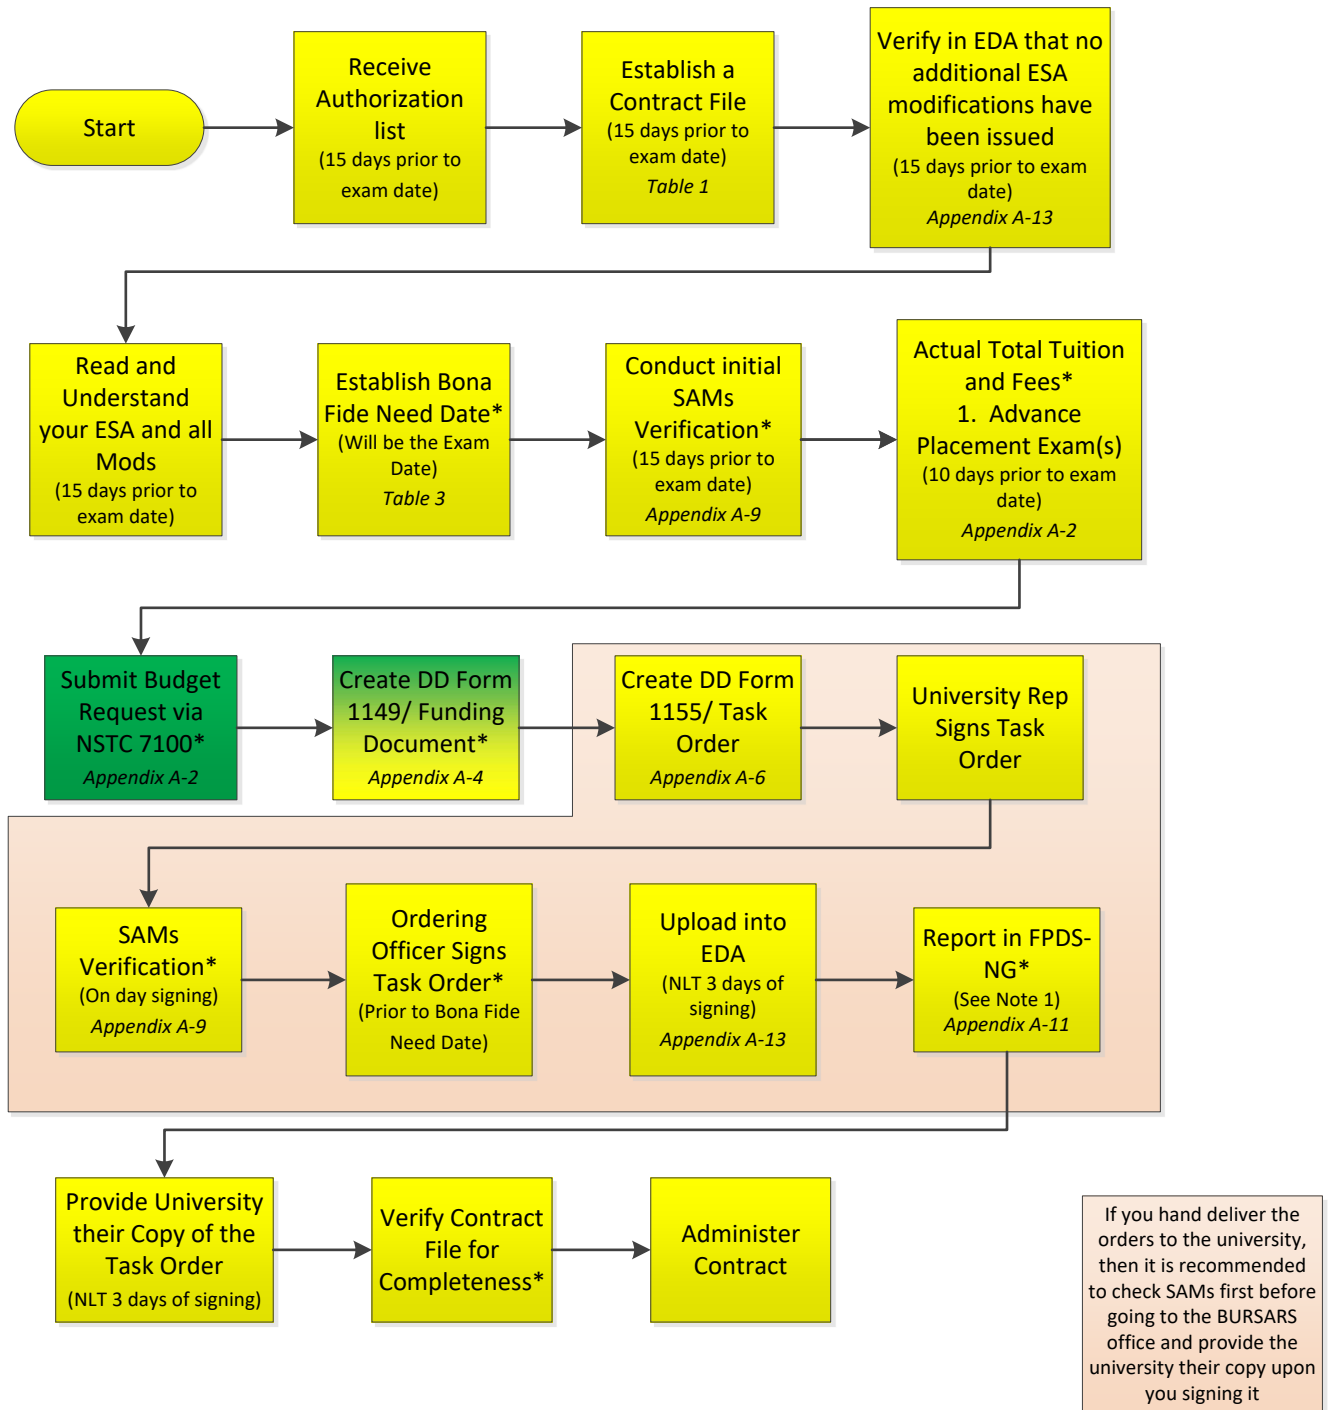 Start
Receive
Authorization
list
(15 days prior to
exam date)
Establish a
Contract File
(15 days prior to
exam date)
Table 1
Verify in EDA that no
additional ESA
modifications have
been issued
(15 days prior to exam
date)
Appendix A-13
Read and
Understand
your ESA and all
Mods
(15 days prior to
exam date)
Establish Bona
Fide Need Date*
(Will be the Exam
Date)
Table 3
Conduct initial
SAMs
Verification*
(15 days prior to
exam date)
Appendix A-9
Actual Total Tuition
and Fees*
1. Advance
Placement Exam(s)
(10 days prior to exam
date)
Appendix A-2
Submit Budget
Request via
NSTC 7100*
Appendix A-2
Create DD Form
1149/ Funding
Document*
Appendix A-4
Create DD Form
1155/ Task
Order
Appendix A-6
University Rep
Signs Task
Order
SAMs
Verification*
(On day signing)
Appendix A-9
Ordering
Officer Signs
Task Order*
(Prior to Bona Fide
Need Date)
Upload into
EDA
(NLT 3 days of
signing)
Appendix A-13
Report in FPDS-
NG*
(See Note 1)
Appendix A-11
Provide University
their Copy of the
Task Order
(NLT 3 days of signing)
Verify Contract
File for
Completeness*
Administer
Contract
If you hand deliver the
orders to the university,
then it is recommended
to check SAMs first before
going to the BURSARS
office and provide the
university their copy upon
you signing it